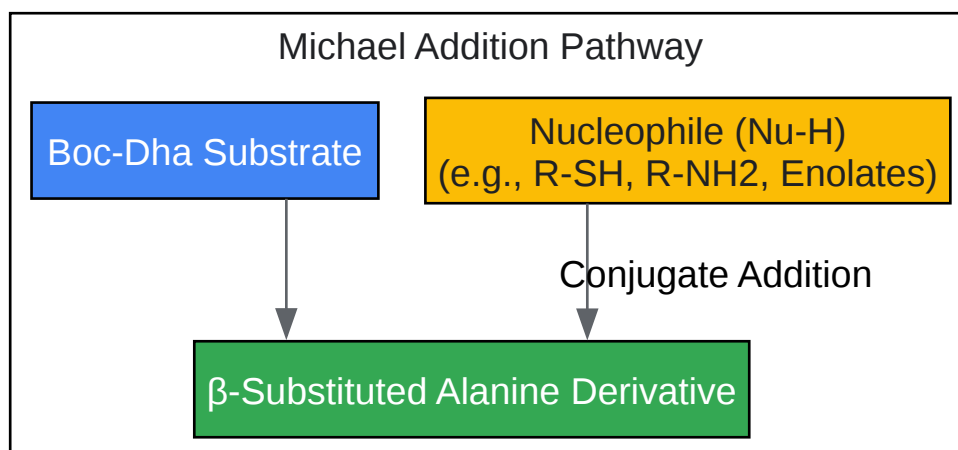 Michael Addition Pathway
Boc-Dha Substrate
Nucleophile (Nu-H)
(e.g., R-SH, R-NH2, Enolates)
Conjugate Addition
β-Substituted Alanine Derivative